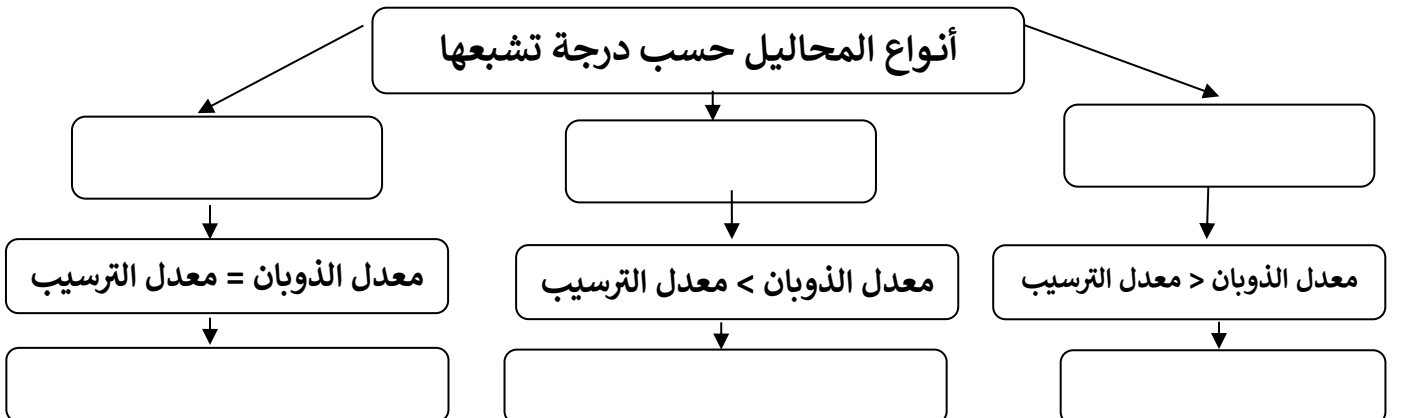 أنواع المحاليل حسب درجة تشبعها
معدل الذوبان > معدل الترسيب
معدل الذوبان < معدل الترسيب
معدل الذوبان = معدل الترسيب